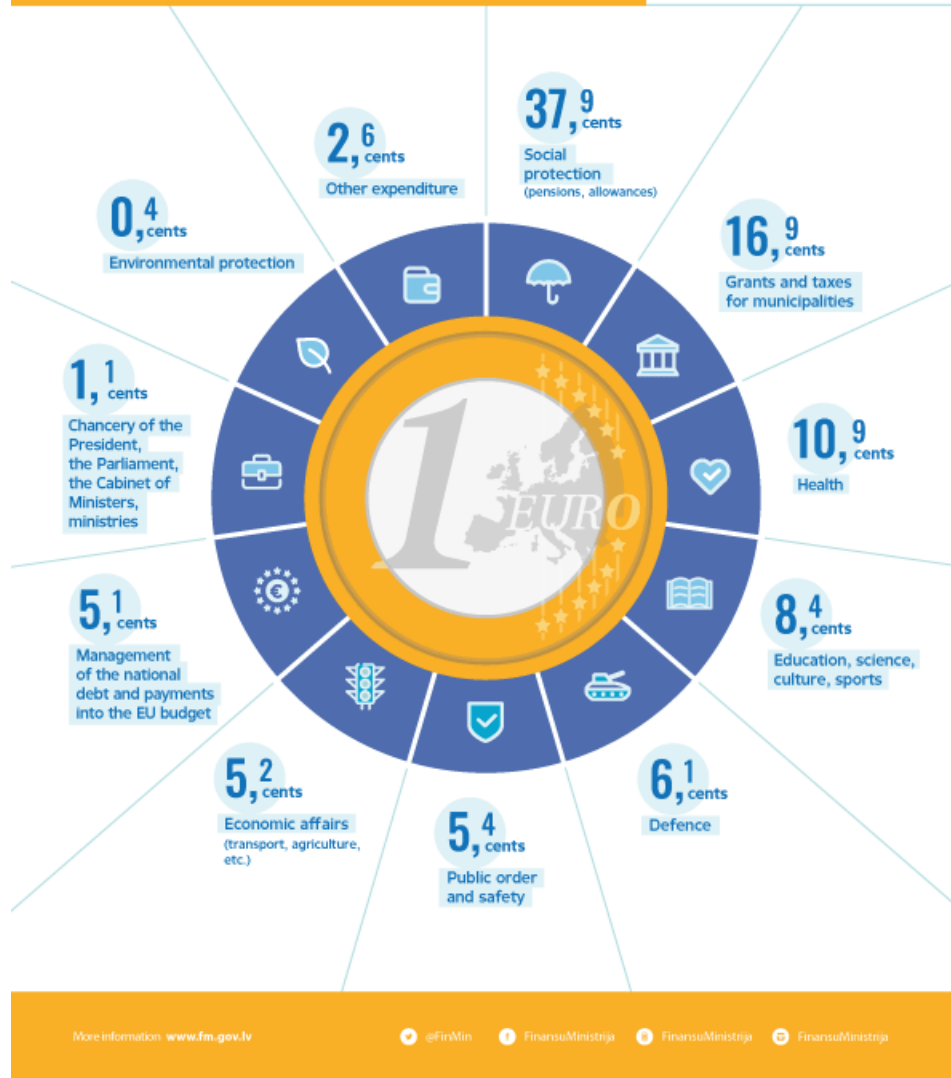 37,9 cents
Social
protection
(pensions, allowances)
16,9 cents
Grants and taxes
for municipalities
10,9 cents
Health
8,4 cents
Education, science,
culture, sports
6,1 cents
Defence
5,4 cents
Public order
and safety
5,2 cents
Economic affairs
(transport, agriculture,
etc.)
5,1 cents
Management
of the national
debt and payments
into the EU budget
1,1 cents
Chancery of the
President,
the Parliament,
the Cabinet of
Ministers,
ministries
0,4 cents
Environmental protection
2,6 cents
Other expenditure
1 EURO
€
More information www.fm.gov.lv
@FinMin
FinansuMinistrija
FinansuMinistrija
FinansuMinistrija